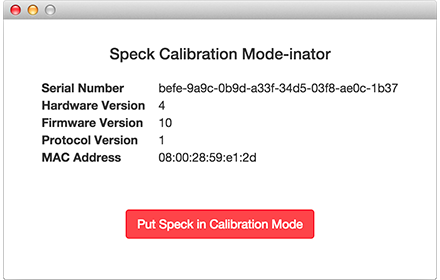 Speck Calibration Mode-inator
Serial Number befe-9a9c-0b9d-a33f-34d5-03f8-ae0c-1b37
Hardware Version 4
Firmware Version 10
Protocol Version 1
MAC Address 08:00:28:59:e1:2d
Put Speck in Calibration Mode